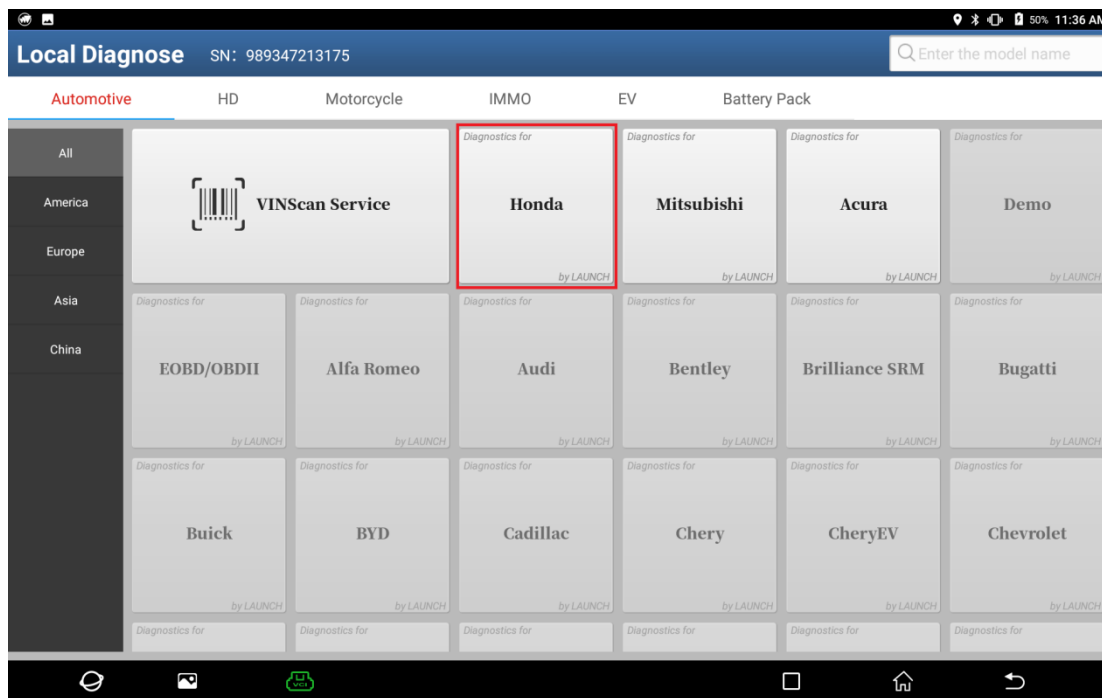 50% 11:36 AM
Local Diagnose SN: 989347213175 Enter the model name
Automotive HD Motorcycle IMMO EV Battery Pack
All
America
Europe
Asia
China
VINScan Service
Diagnostics for
Honda
by LAUNCH
Diagnostics for
Mitsubishi
by LAUNCH
Diagnostics for
Acura
by LAUNCH
Diagnostics for
Demo
by LAUNCH
Diagnostics for
EOBD/OBDII
by LAUNCH
Diagnostics for
Alfa Romeo
by LAUNCH
Diagnostics for
Audi
by LAUNCH
Diagnostics for
Bentley
by LAUNCH
Diagnostics for
Brilliance SRM
by LAUNCH
Diagnostics for
Bugatti
by LAUNCH
Diagnostics for
Buick
by LAUNCH
Diagnostics for
BYD
by LAUNCH
Diagnostics for
Cadillac
by LAUNCH
Diagnostics for
Chery
by LAUNCH
Diagnostics for
CheryEV
by LAUNCH
Diagnostics for
Chevrolet
by LAUNCH
Diagnostics for
Diagnostics for
Diagnostics for
Diagnostics for
Diagnostics for
Diagnostics for
VCI